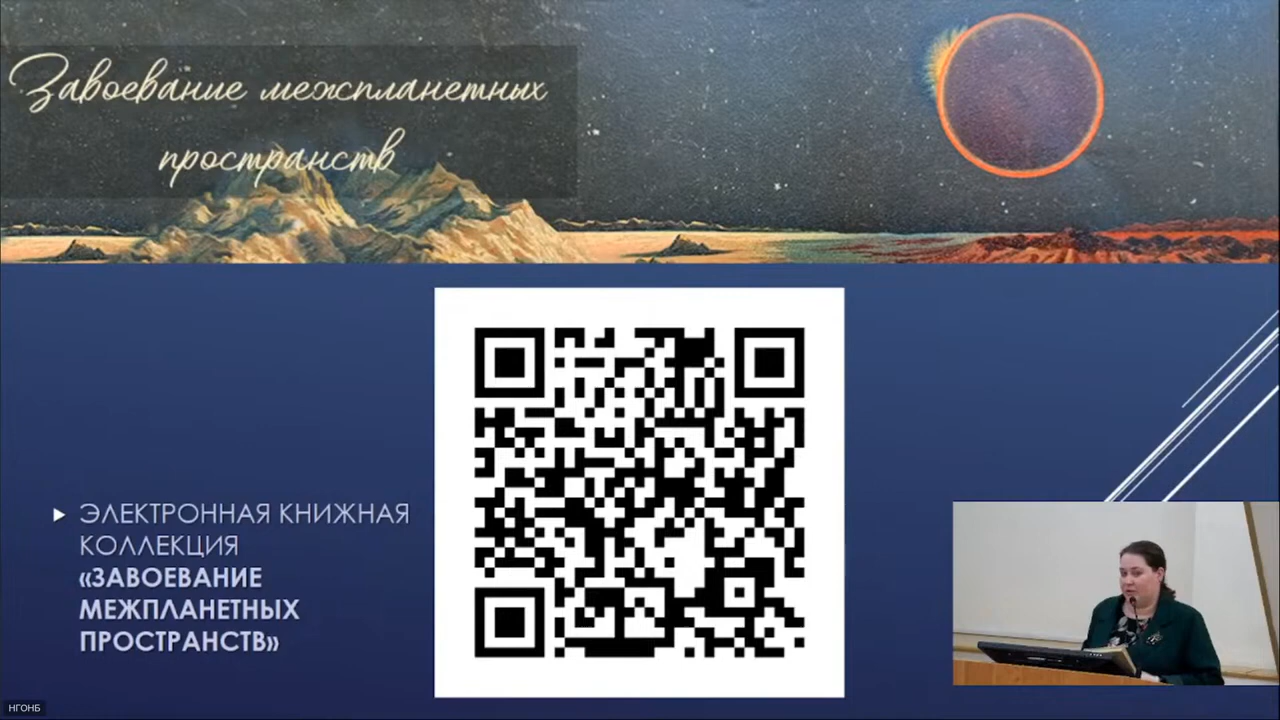 Завоевание межпланетных
пространств
ЭЛЕКТРОННАЯ КНИЖНАЯ
КОЛЛЕКЦИЯ
«ЗАВОЕВАНИЕ
МЕЖПЛАНЕТНЫХ
ПРОСТРАНСТВ»
НГОНБ